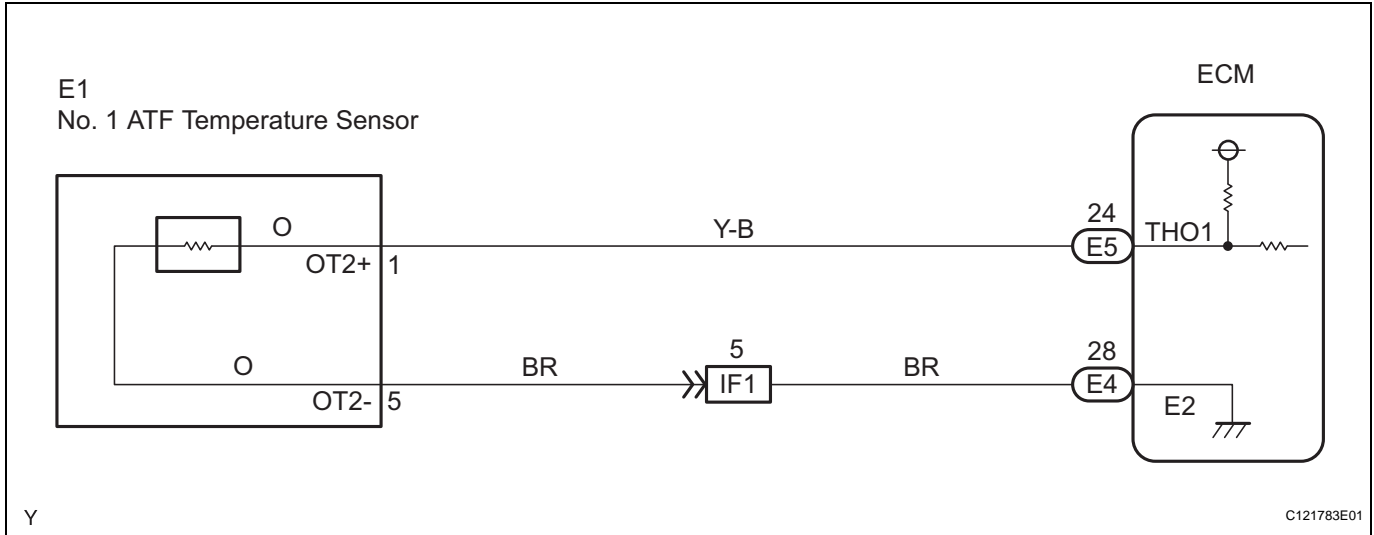 ECM
E1
No. 1 ATF Temperature Sensor
O
OT2+
1
Y-B
24
E5
THO1
O
OT2-
5
BR
5
IF1
BR
28
E4
E2
Y
C121783E01